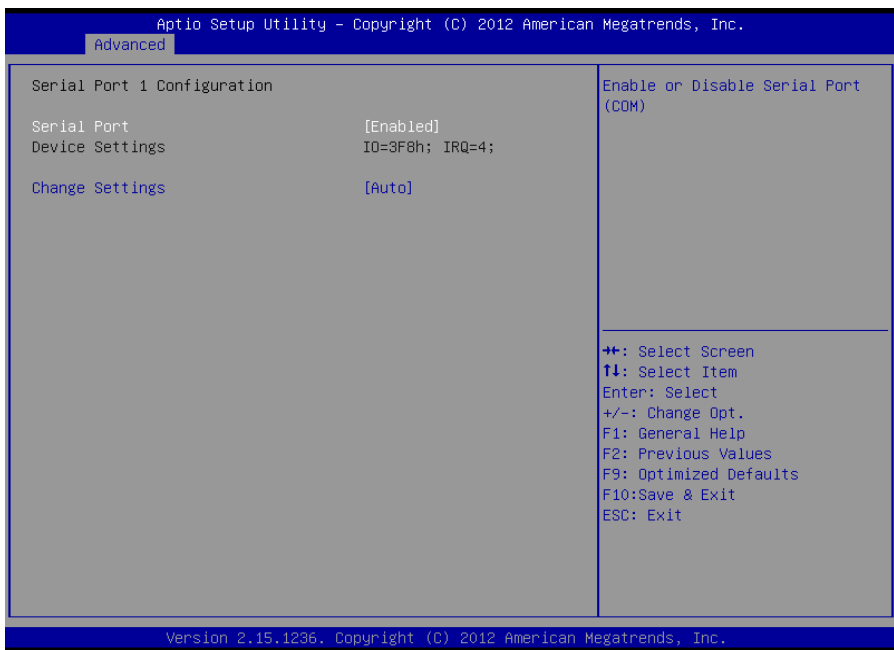 Aptio Setup Utility – Copyright (C) 2012 American Megatrends, Inc.
Advanced
Serial Port 1 Configuration
Serial Port [Enabled]
Device Settings IO=3F8h; IRQ=4;
Change Settings [Auto]
Enable or Disable Serial Port
(COM)
→←: Select Screen
↑↓: Select Item
Enter: Select
+/-: Change Opt.
F1: General Help
F2: Previous Values
F9: Optimized Defaults
F10:Save & Exit
ESC: Exit
Version 2.15.1236. Copyright (C) 2012 American Megatrends, Inc.